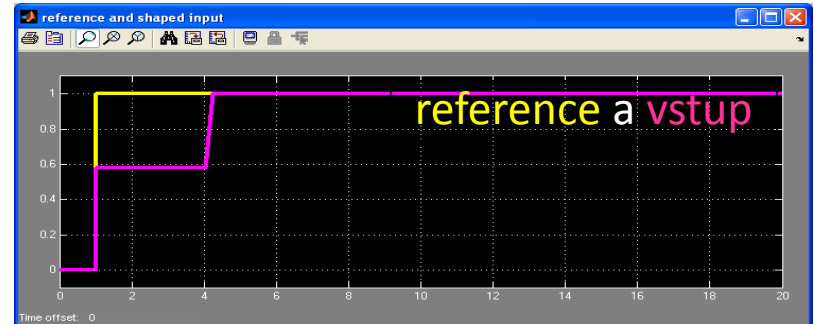 reference and shaped input
reference a vstup
1
0.8
0.6
0.4
0.2
0
0 2 4 6 8 10 12 14 16 18 20
Time offset: 0